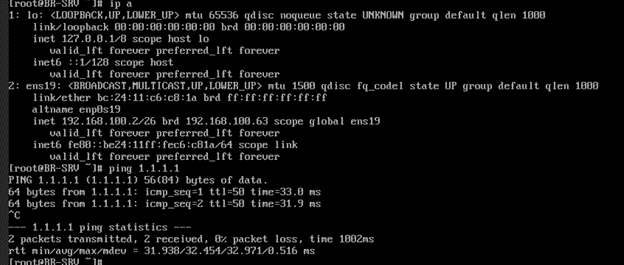 [root@BR-SRV ~]# ip a
1: lo: <LOOPBACK,UP,LOWER_UP> mtu 65536 qdisc noqueue state UNKNOWN group default qlen 1000
    link/loopback 00:00:00:00:00:00 brd 00:00:00:00:00:00
    inet 127.0.0.1/8 scope host lo
       valid_lft forever preferred_lft forever
    inet6 ::1/128 scope host
       valid_lft forever preferred_lft forever
2: ens19: <BROADCAST,MULTICAST,UP,LOWER_UP> mtu 1500 qdisc fq_codel state UP group default qlen 1000
    link/ether bc:24:11:c6:c8:1a brd ff:ff:ff:ff:ff:ff
    altname enp0s19
    inet 192.168.100.2/26 brd 192.168.100.63 scope global ens19
       valid_lft forever preferred_lft forever
    inet6 fe80::be24:11ff:fec6:c81a/64 scope link
       valid_lft forever preferred_lft forever
[root@BR-SRV ~]# ping 1.1.1.1
PING 1.1.1.1 (1.1.1.1) 56(84) bytes of data.
64 bytes from 1.1.1.1: icmp_seq=1 ttl=50 time=33.0 ms
64 bytes from 1.1.1.1: icmp_seq=2 ttl=50 time=31.9 ms
^C
--- 1.1.1.1 ping statistics ---
2 packets transmitted, 2 received, 0% packet loss, time 1002ms
rtt min/avg/max/mdev = 31.938/32.454/32.971/0.516 ms
[root@BR-SRV ~]#